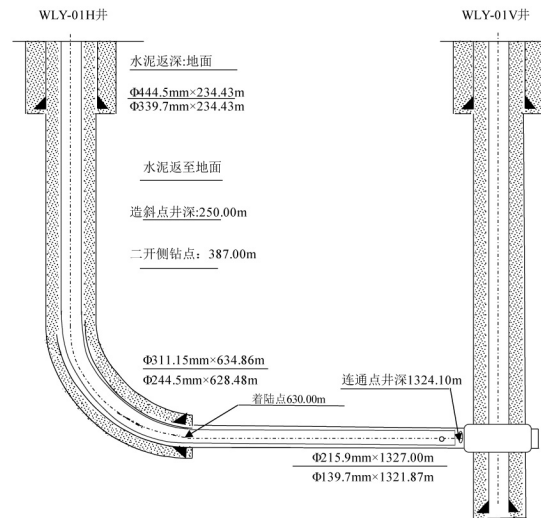 WLY-01H井
WLY-01V井
水泥返深:地面
Φ444.5mm×234.43m
Φ339.7mm×234.43m
水泥返至地面
造斜点井深:250.00m
二开侧钻点：387.00m
Φ311.15mm×634.86m
Φ244.5mm×628.48m
连通点井深1324.10m
着陆点630.00m
Φ215.9mm×1327.00m
Φ139.7mm×1321.87m